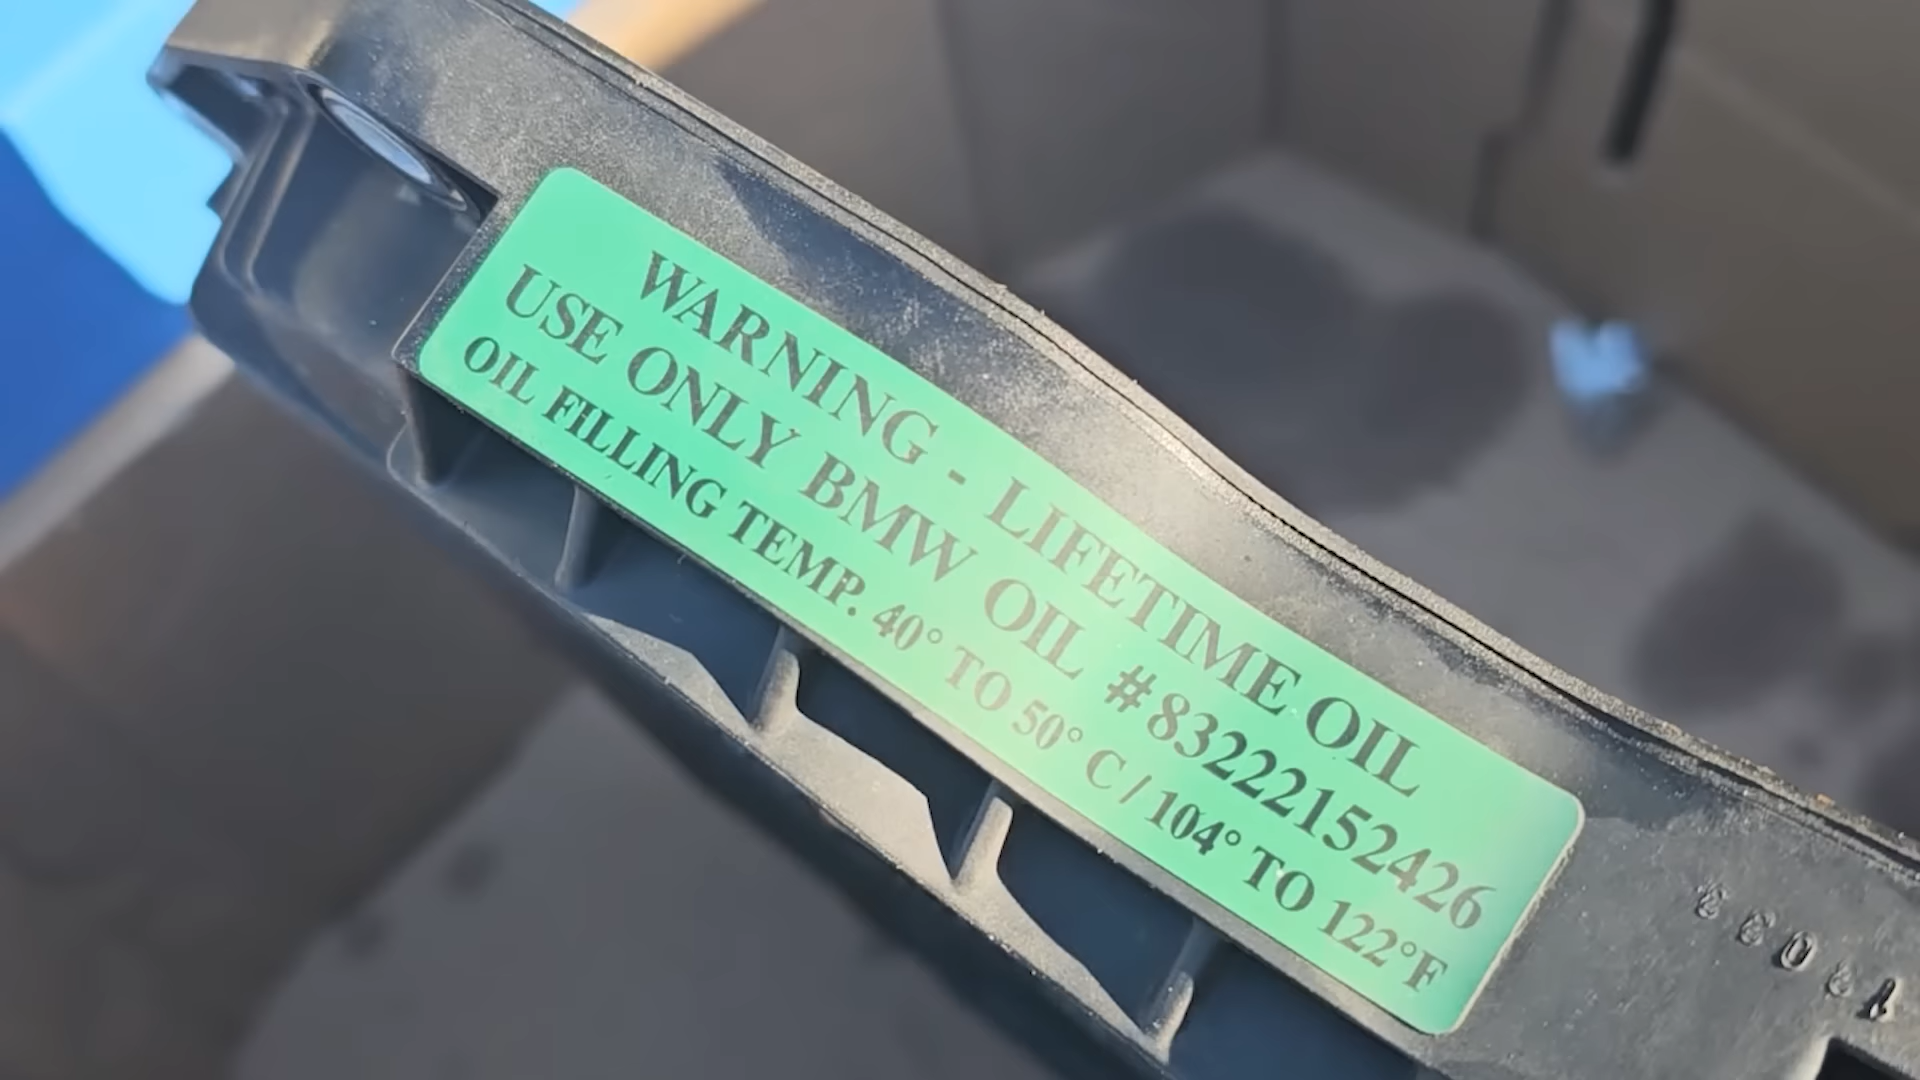 WARNING - LIFETIME OIL
USE ONLY BMW OIL #83222152426
OIL FILLING TEMP. 40° TO 50° C / 104° TO 122°F